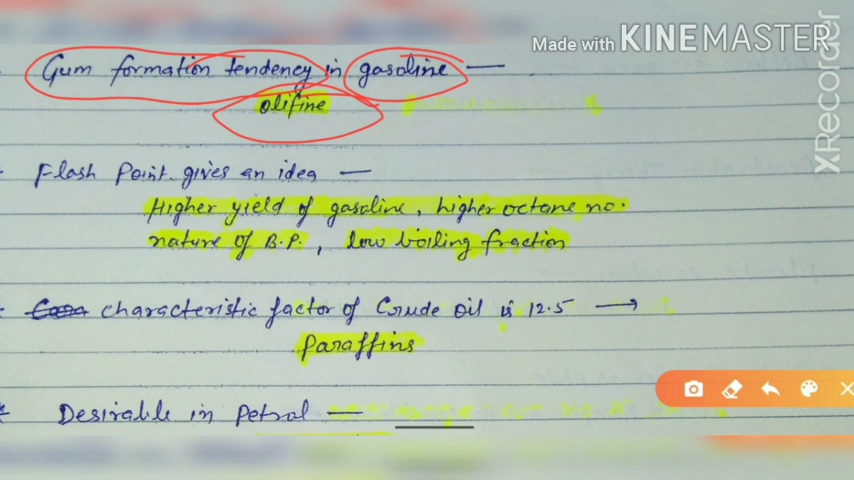 Made with KINEMASTER
XRecorder
Gum formation tendency in gasoline —
olifine
Flash Point gives an idea —
Higher yield of gasoline, higher octane no.
nature of B.P., low boiling fraction
characteristic factor of Crude oil is 12.5 →
Paraffins
* Desirable in Petrol —